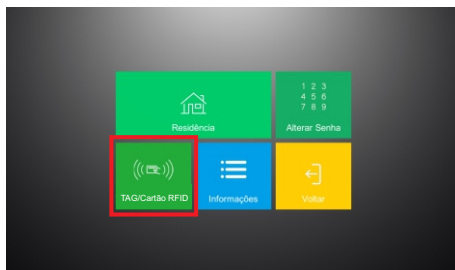 1 2 3
4 5 6
7 8 9
Residência
Alterar Senha
TAG/Cartão RFID
Informações
Voltar